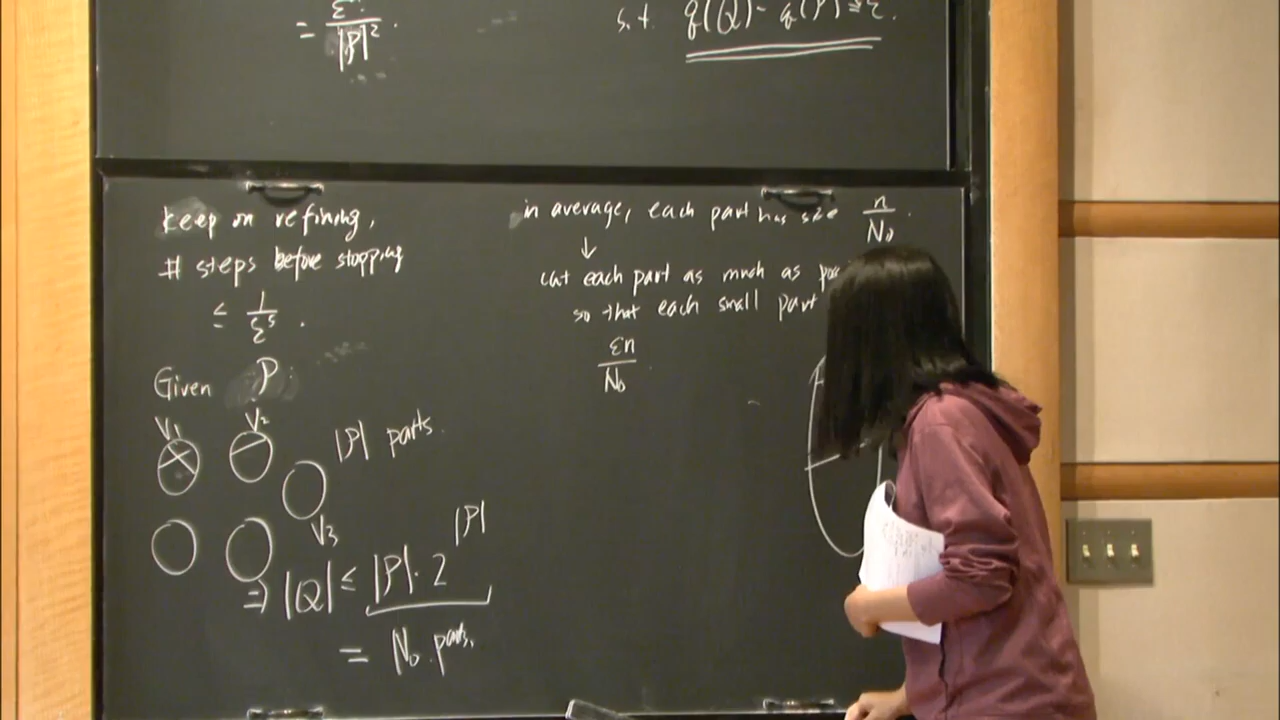 = ε / |P|².
s.t. q(Q) - q(P) ≥ ε
keep on refining,
# steps before stopping
≤ 1/ε⁵.
Given P:
V₁ V₂
|P| parts.
V₃
⇒ |Q| ≤ |P|·2^|P|
= N₀ parts.
in average, each part has size n/N₀.
↓
cut each part as much as
so that each small part
εn/N₀